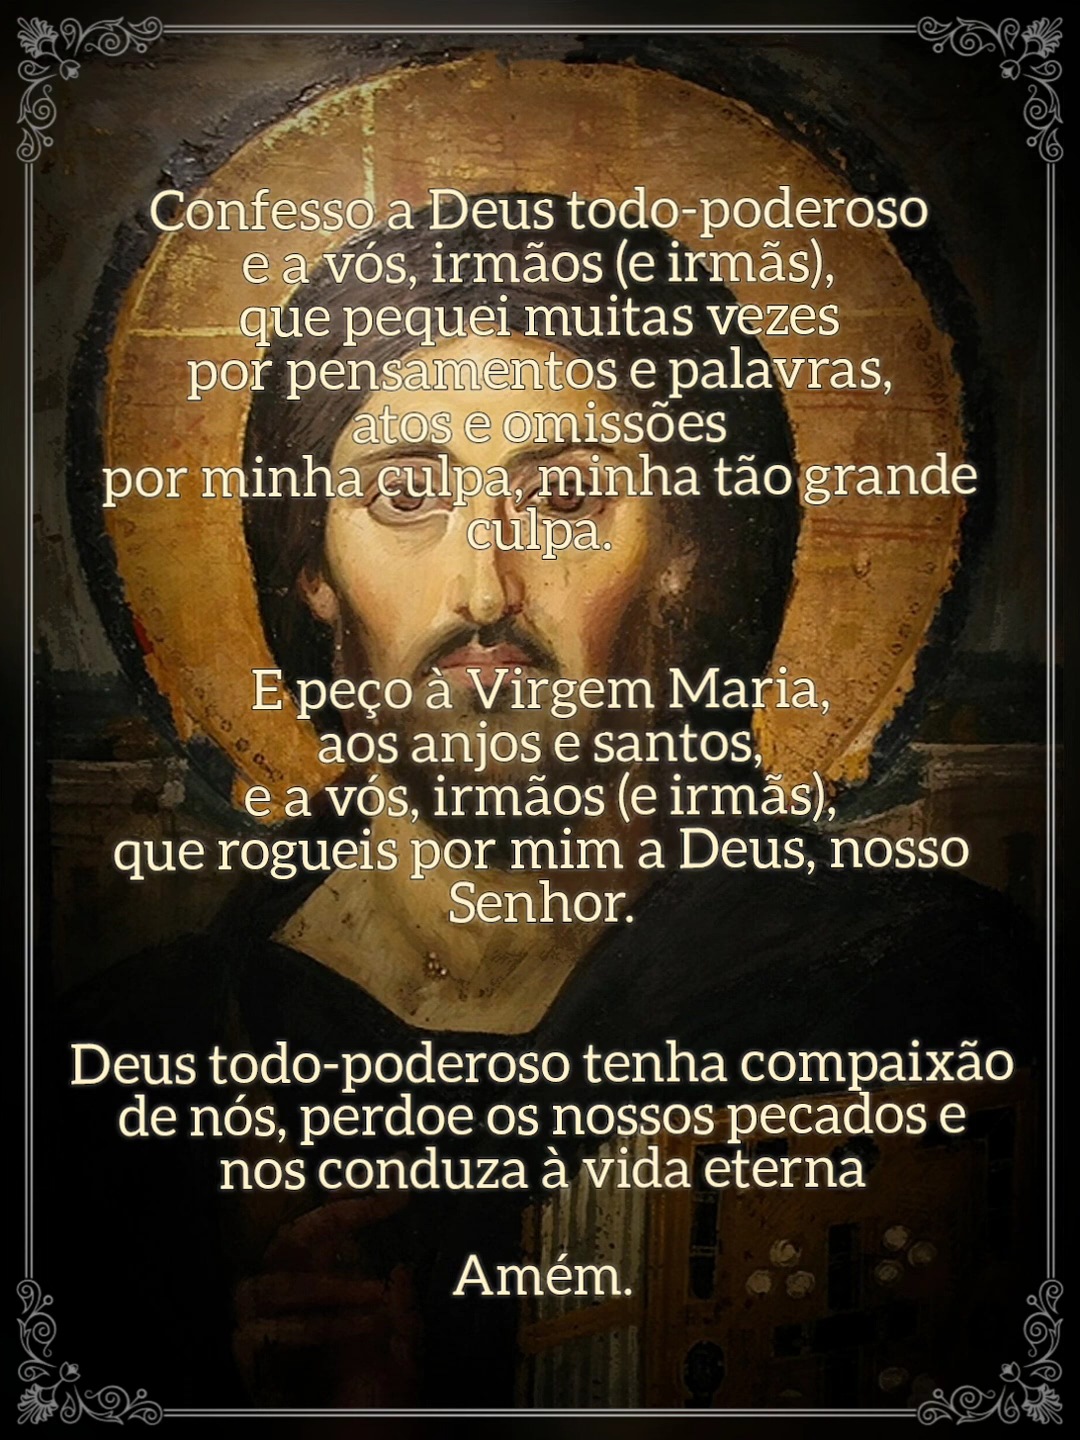 Confesso a Deus todo-poderoso
e a vós, irmãos (e irmãs),
que pequei muitas vezes
por pensamentos e palavras,
atos e omissões
por minha culpa, minha tão grande
culpa.
E peço à Virgem Maria,
aos anjos e santos,
e a vós, irmãos (e irmãs),
que rogueis por mim a Deus, nosso
Senhor.
Deus todo-poderoso tenha compaixão
de nós, perdoe os nossos pecados e
nos conduza à vida eterna
Amém.